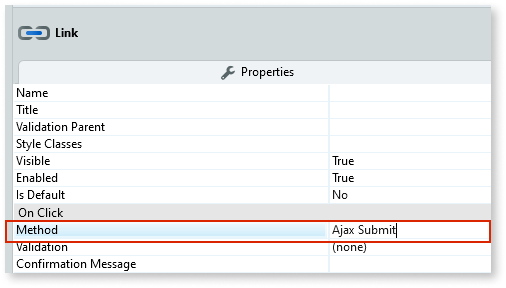 Link
Properties
Name
Title
Validation Parent
Style Classes
Visible True
Enabled True
Is Default No
On Click
Method Ajax Submit
Validation (none)
Confirmation Message